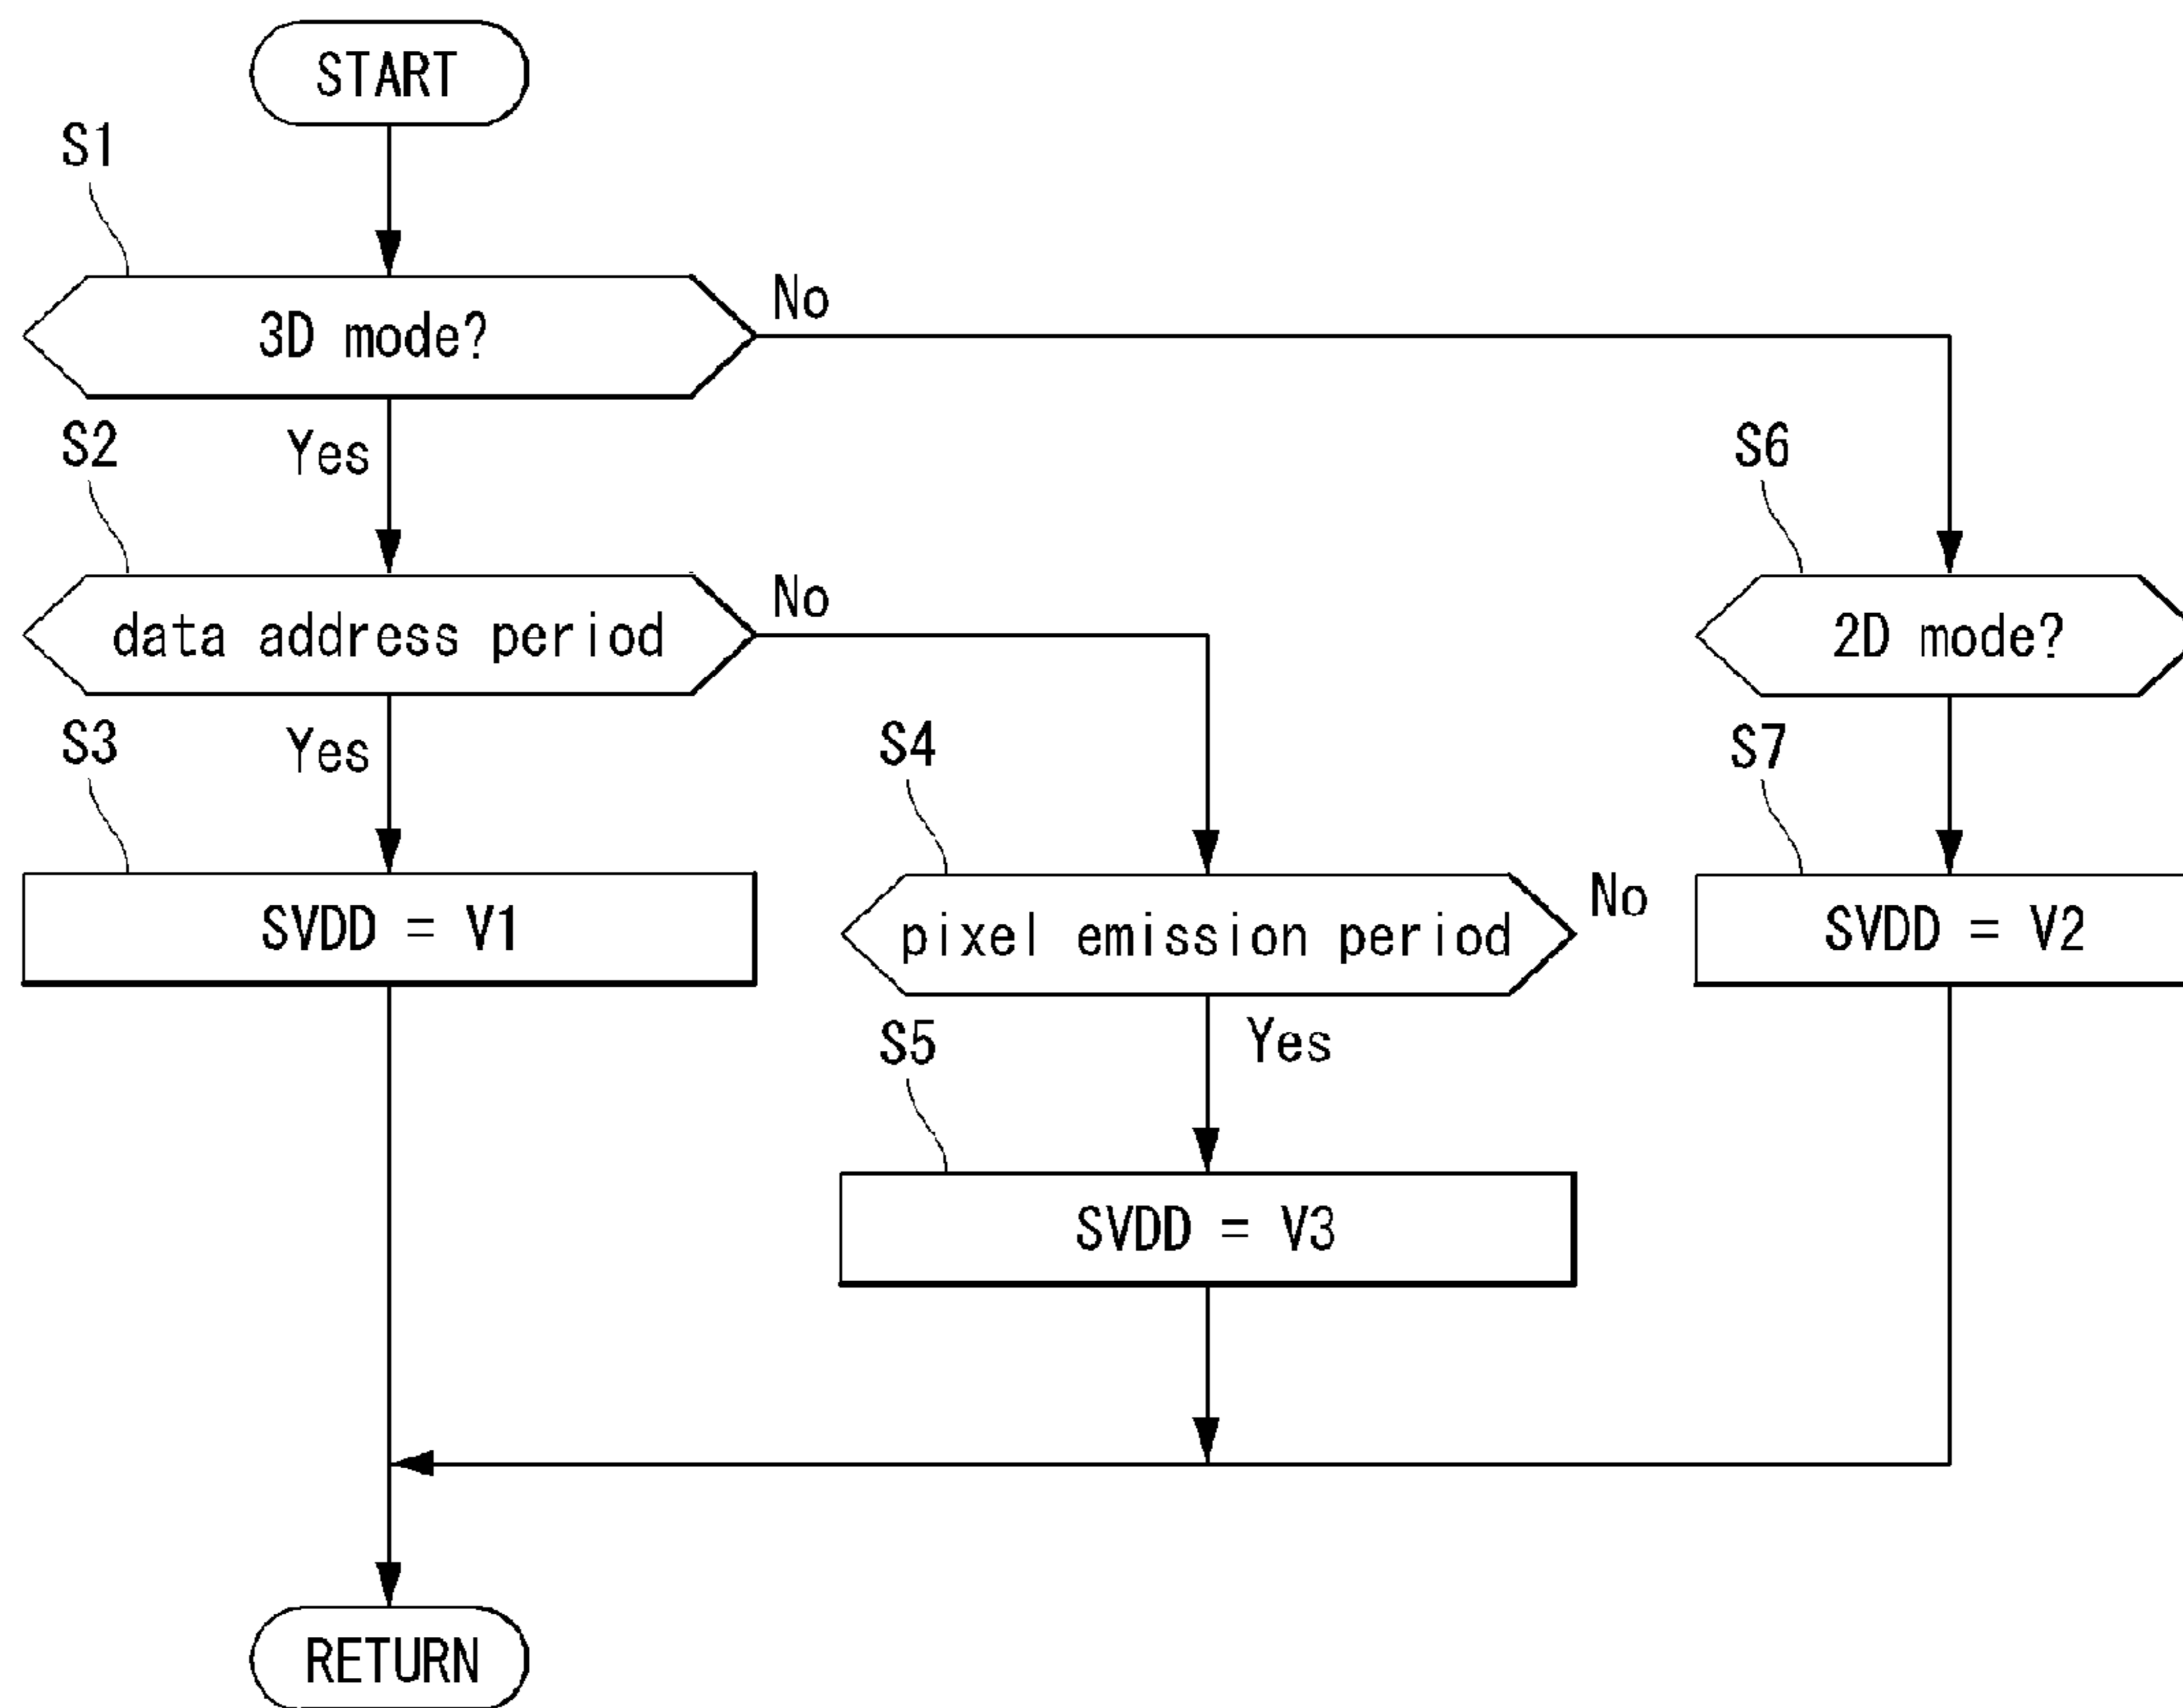 START
S1
3D mode?
No
S2
Yes
S6
data address period
No
2D mode?
S3
Yes
S4
S7
SVDD = V1
pixel emission period
No
SVDD = V2
S5
Yes
SVDD = V3
RETURN